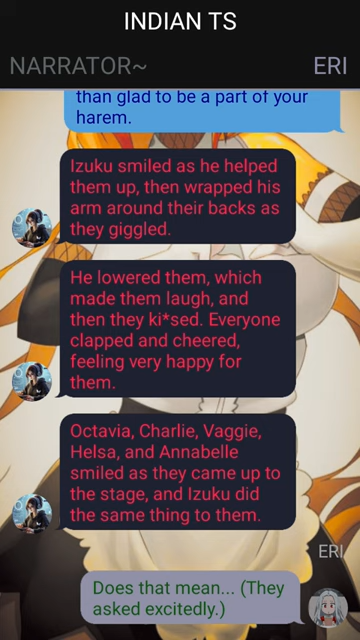 INDIAN TS
NARRATOR~
ERI
than glad to be a part of your
harem.
Izuku smiled as he helped
them up, then wrapped his
arm around their backs as
they giggled.
He lowered them, which
made them laugh, and
then they ki*sed. Everyone
clapped and cheered,
feeling very happy for
them.
Octavia, Charlie, Vaggie,
Helsa, and Annabelle
smiled as they came up to
the stage, and Izuku did
the same thing to them.
ERI
Does that mean... (They
asked excitedly.)